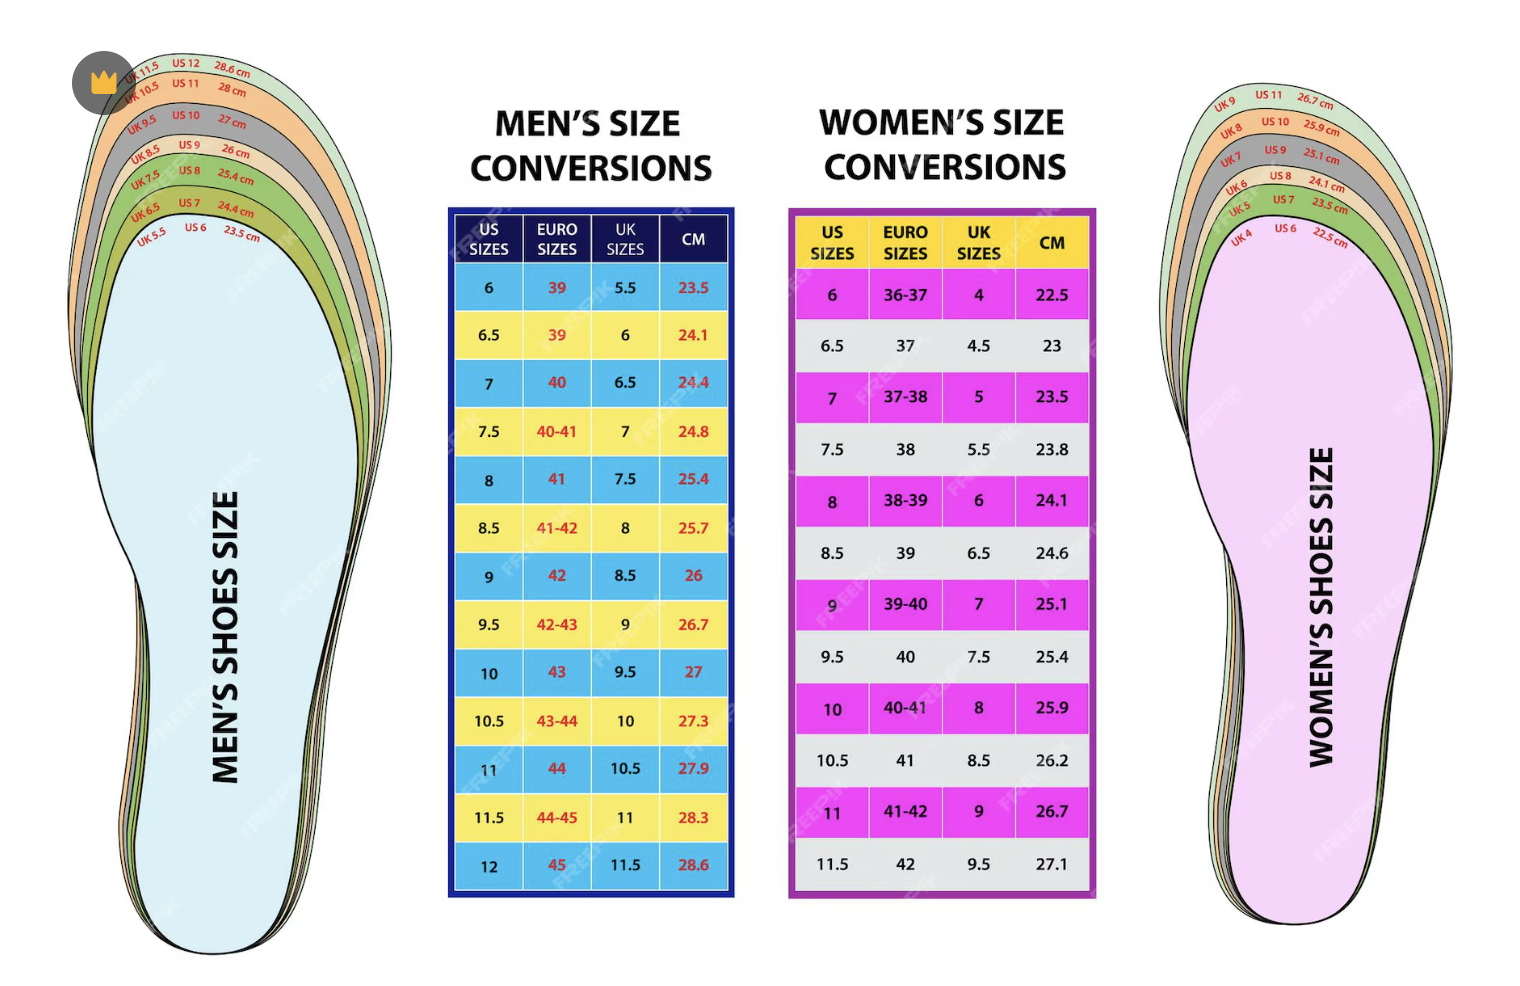 UK 11.5 US 12 28.6 cm
UK 10.5 US 11 28 cm
UK 9.5 US 10 27 cm
UK 8.5 US 9 26 cm
UK 7.5 US 8 25.4 cm
UK 6.5 US 7 24.4 cm
UK 5.5 US 6 23.5 cm
MEN'S SHOES SIZE
MEN'S SIZE
CONVERSIONS
US SIZES EURO SIZES UK SIZES CM
6 39 5.5 23.5
6.5 39 6 24.1
7 40 6.5 24.4
7.5 40-41 7 24.8
8 41 7.5 25.4
8.5 41-42 8 25.7
9 42 8.5 26
9.5 42-43 9 26.7
10 43 9.5 27
10.5 43-44 10 27.3
11 44 10.5 27.9
11.5 44-45 11 28.3
12 45 11.5 28.6
WOMEN'S SIZE
CONVERSIONS
US SIZES EURO SIZES UK SIZES CM
6 36-37 4 22.5
6.5 37 4.5 23
7 37-38 5 23.5
7.5 38 5.5 23.8
8 38-39 6 24.1
8.5 39 6.5 24.6
9 39-40 7 25.1
9.5 40 7.5 25.4
10 40-41 8 25.9
10.5 41 8.5 26.2
11 41-42 9 26.7
11.5 42 9.5 27.1
UK 9 US 11 26.7 cm
UK 8 US 10 25.9 cm
UK 7 US 9 25.1 cm
UK 6 US 8 24.1 cm
UK 5 US 7 23.5 cm
UK 4 US 6 22.5 cm
WOMEN'S SHOES SIZE
FREEPIK